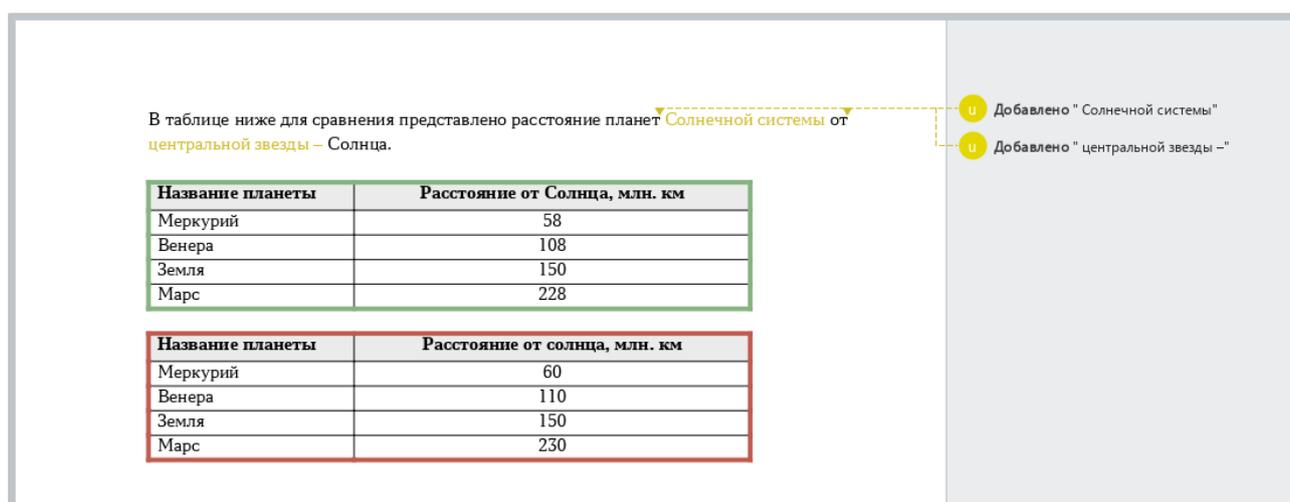 В таблице ниже для сравнения представлено расстояние планет Солнечной системы от
центральной звезды – Солнца.
u Добавлено " Солнечной системы"
u Добавлено " центральной звезды –"
Название планеты Расстояние от Солнца, млн. км
Меркурий 58
Венера 108
Земля 150
Марс 228
Название планеты Расстояние от солнца, млн. км
Меркурий 60
Венера 110
Земля 150
Марс 230